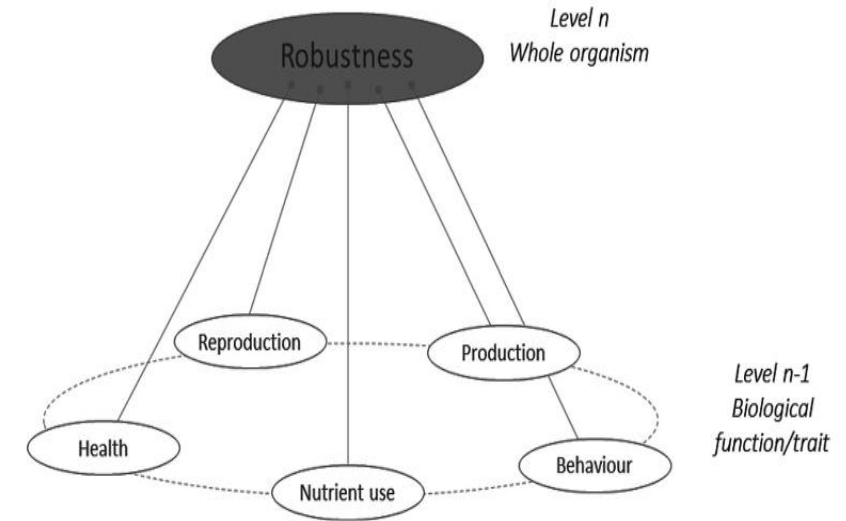 Level n
Whole organism
Robustness
Reproduction
Production
Level n-1
Biological
function/trait
Health
Behaviour
Nutrient use